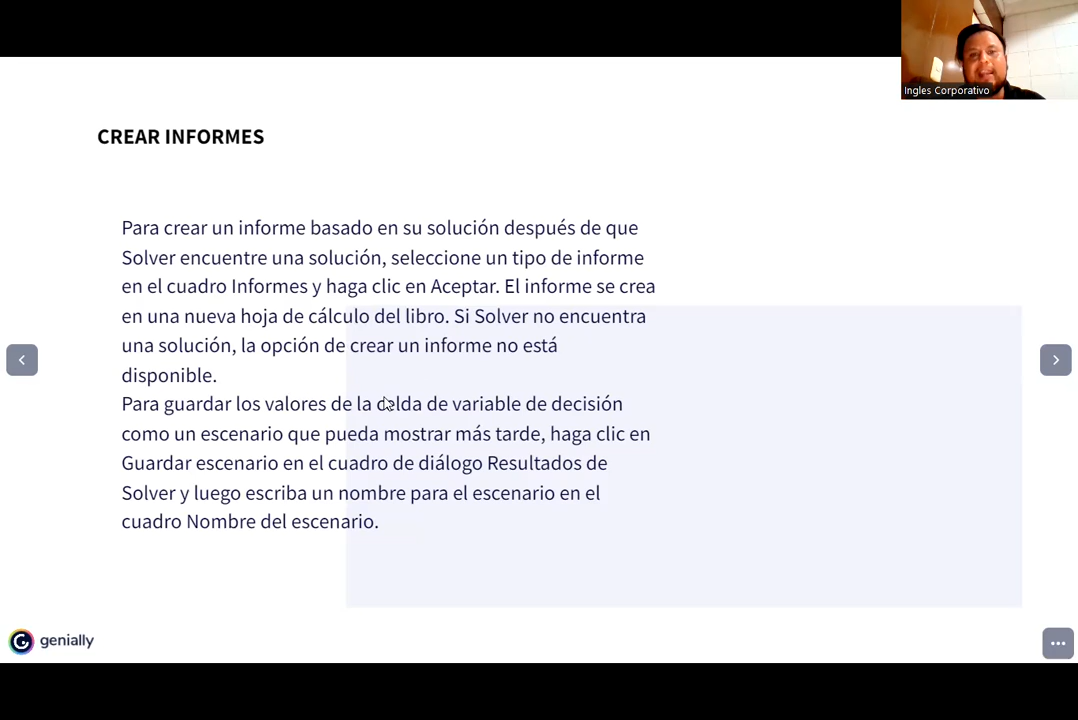 Ingles Corporativo
CREAR INFORMES
Para crear un informe basado en su solución después de que
Solver encuentre una solución, seleccione un tipo de informe
en el cuadro Informes y haga clic en Aceptar. El informe se crea
en una nueva hoja de cálculo del libro. Si Solver no encuentra
una solución, la opción de crear un informe no está
disponible.
Para guardar los valores de la celda de variable de decisión
como un escenario que pueda mostrar más tarde, haga clic en
Guardar escenario en el cuadro de diálogo Resultados de
Solver y luego escriba un nombre para el escenario en el
cuadro Nombre del escenario.
genially